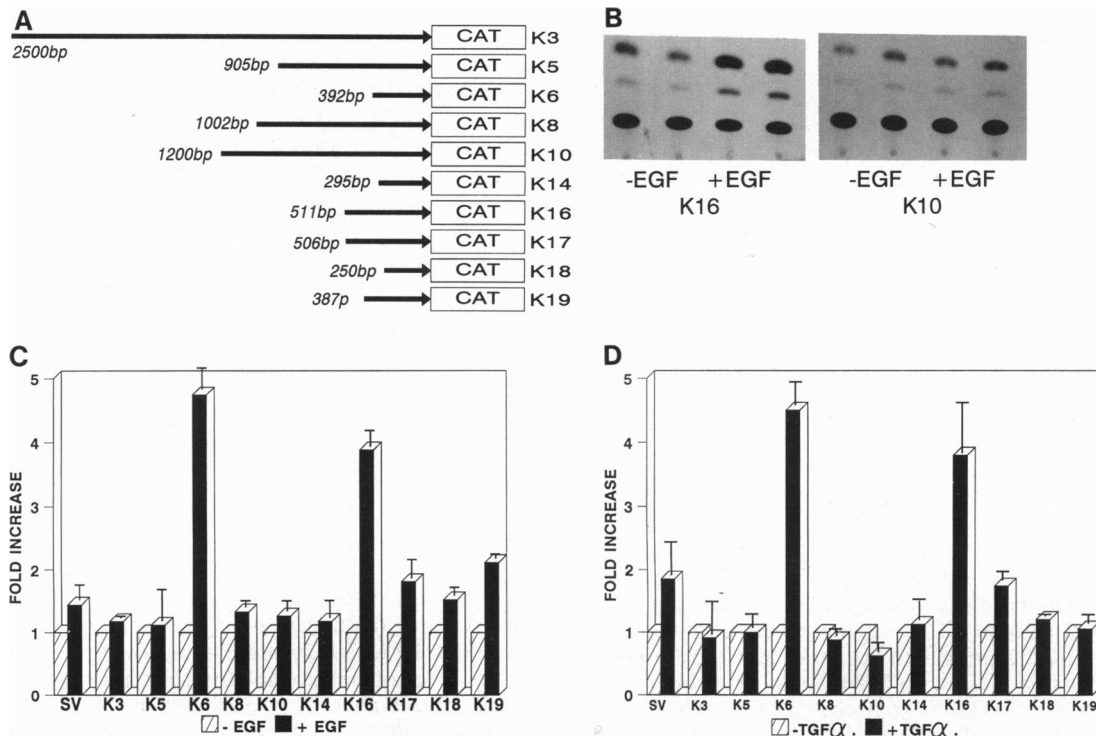 A
2500bp CAT K3
905bp CAT K5
392bp CAT K6
1002bp CAT K8
1200bp CAT K10
295bp CAT K14
511bp CAT K16
506bp CAT K17
250bp CAT K18
387p CAT K19
B
-EGF +EGF -EGF +EGF
K16 K10
C
FOLD INCREASE
5
4
3
2
1
0
SV K3 K5 K6 K8 K10 K14 K16 K17 K18 K19
- EGF + EGF
D
FOLD INCREASE
5
4
3
2
1
0
SV K3 K5 K6 K8 K10 K14 K16 K17 K18 K19
-TGFα . +TGFα .